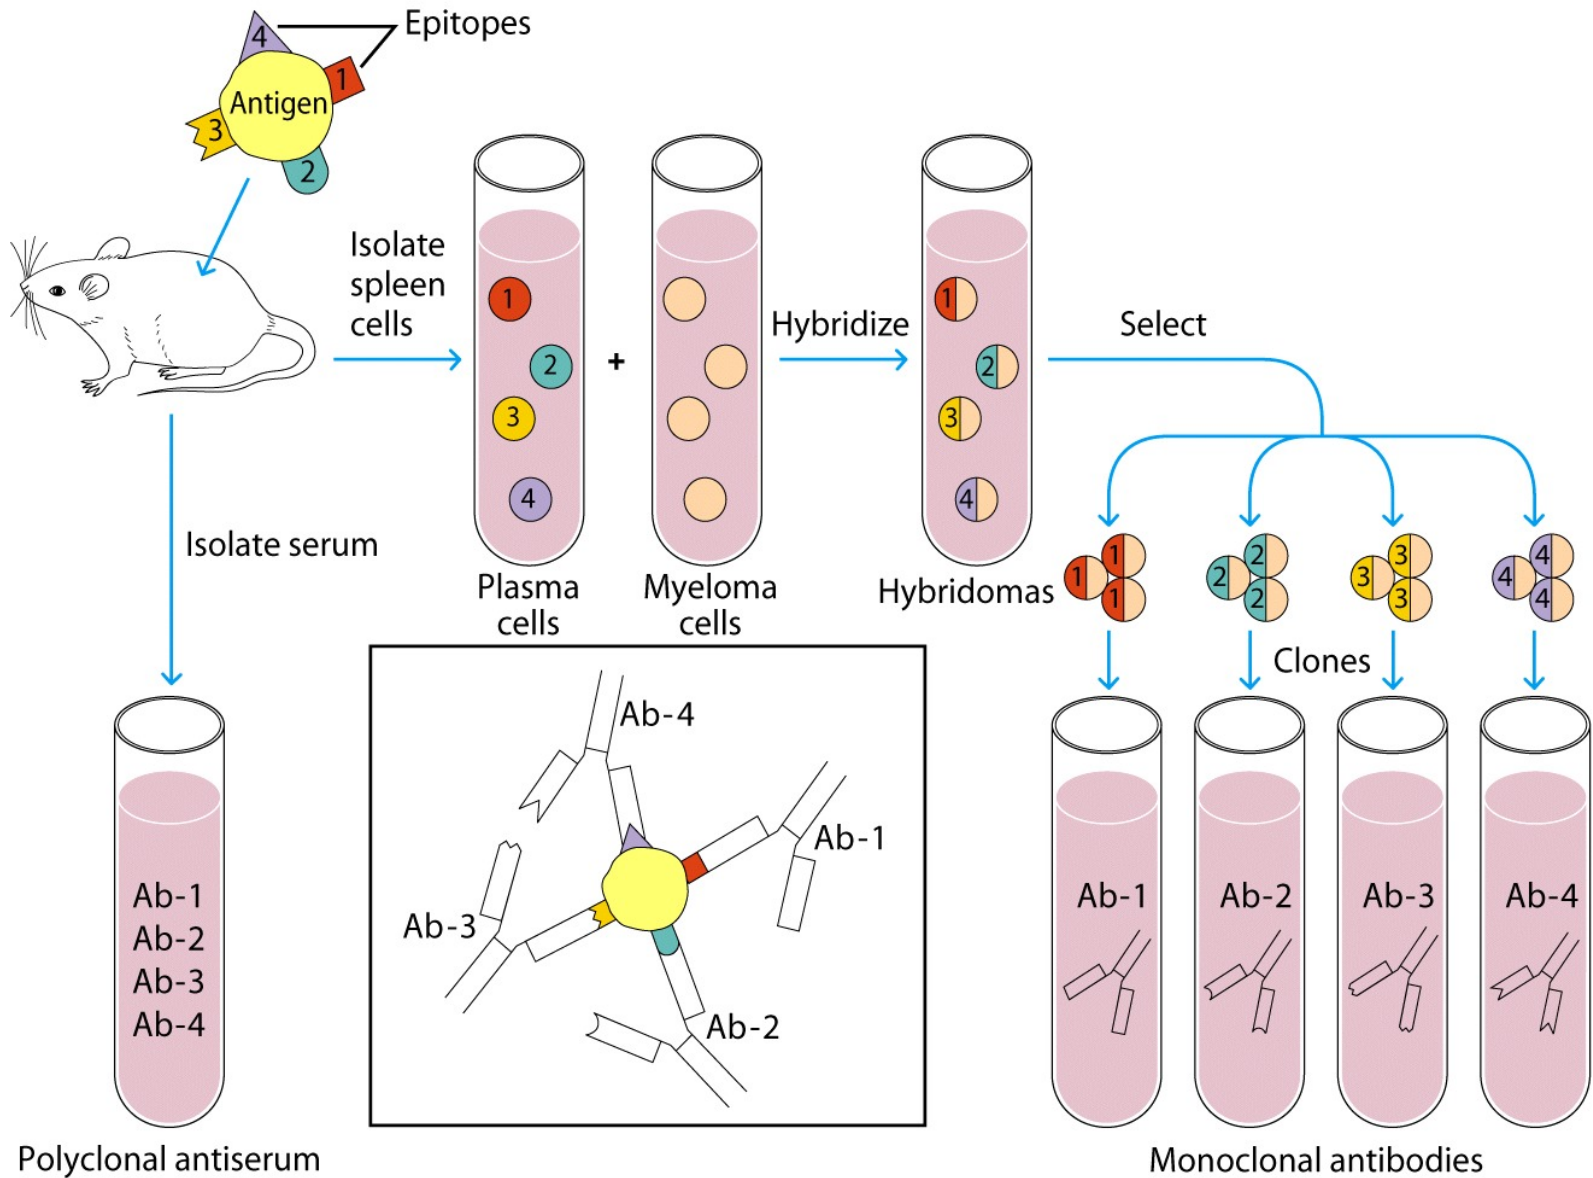 4
Epitopes
1
Antigen
3
2
Isolate
spleen
cells
1
2
3
4
+
Hybridize
1
2
3
4
Select
Isolate serum
Plasma
cells
Myeloma
cells
Hybridomas
1
1
1
2
2
2
3
3
3
4
4
4
Clones
Ab-4
Ab-1
Ab-3
Ab-2
Ab-1
Ab-2
Ab-3
Ab-4
Ab-1
Ab-2
Ab-3
Ab-4
Polyclonal antiserum
Monoclonal antibodies